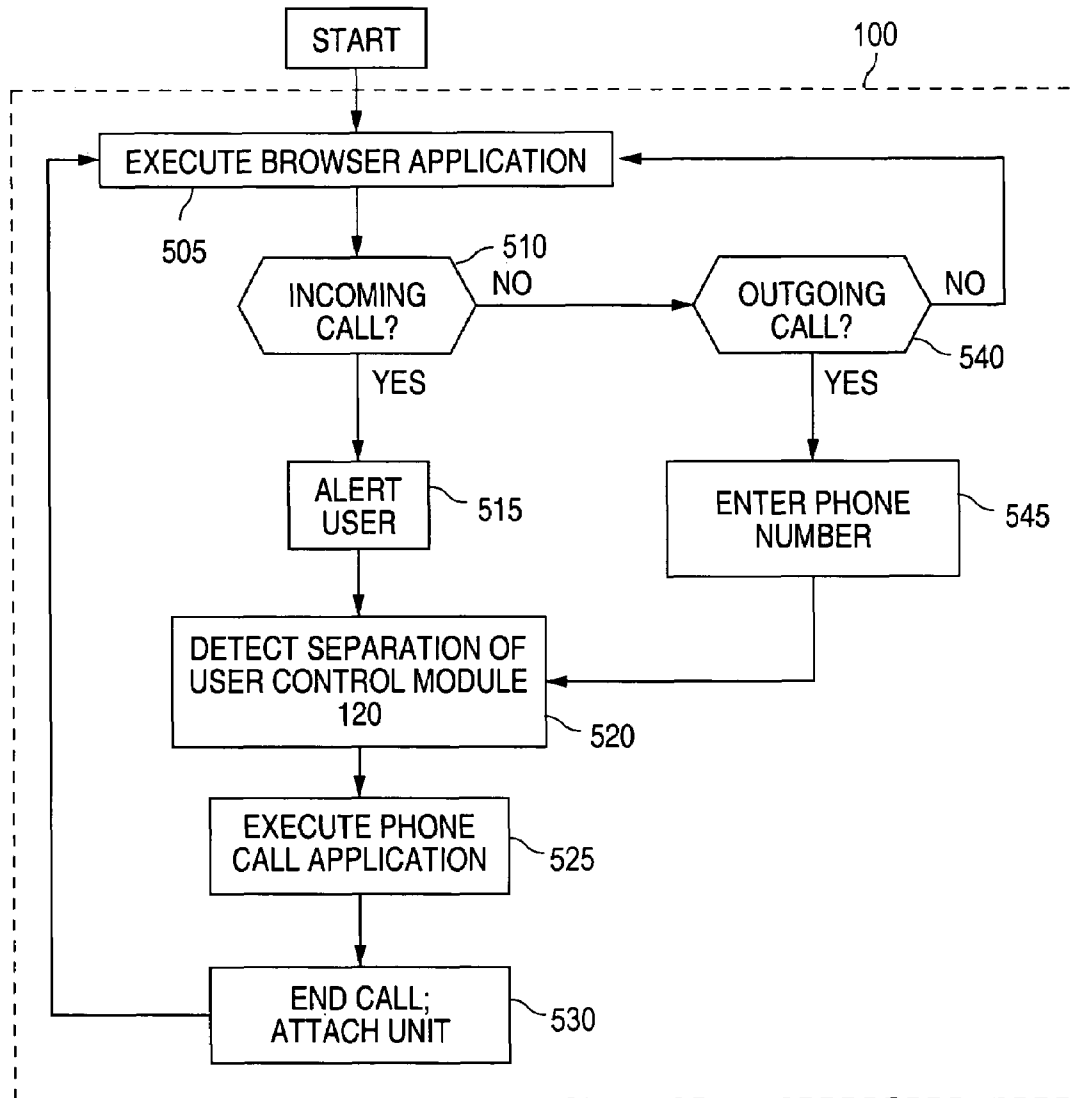 START
100
EXECUTE BROWSER APPLICATION
505
510
INCOMING
CALL?
NO
OUTGOING
CALL?
NO
540
YES
YES
ALERT
USER
515
ENTER PHONE
NUMBER
545
DETECT SEPARATION OF
USER CONTROL MODULE
120
520
EXECUTE PHONE
CALL APPLICATION
525
END CALL;
ATTACH UNIT
530